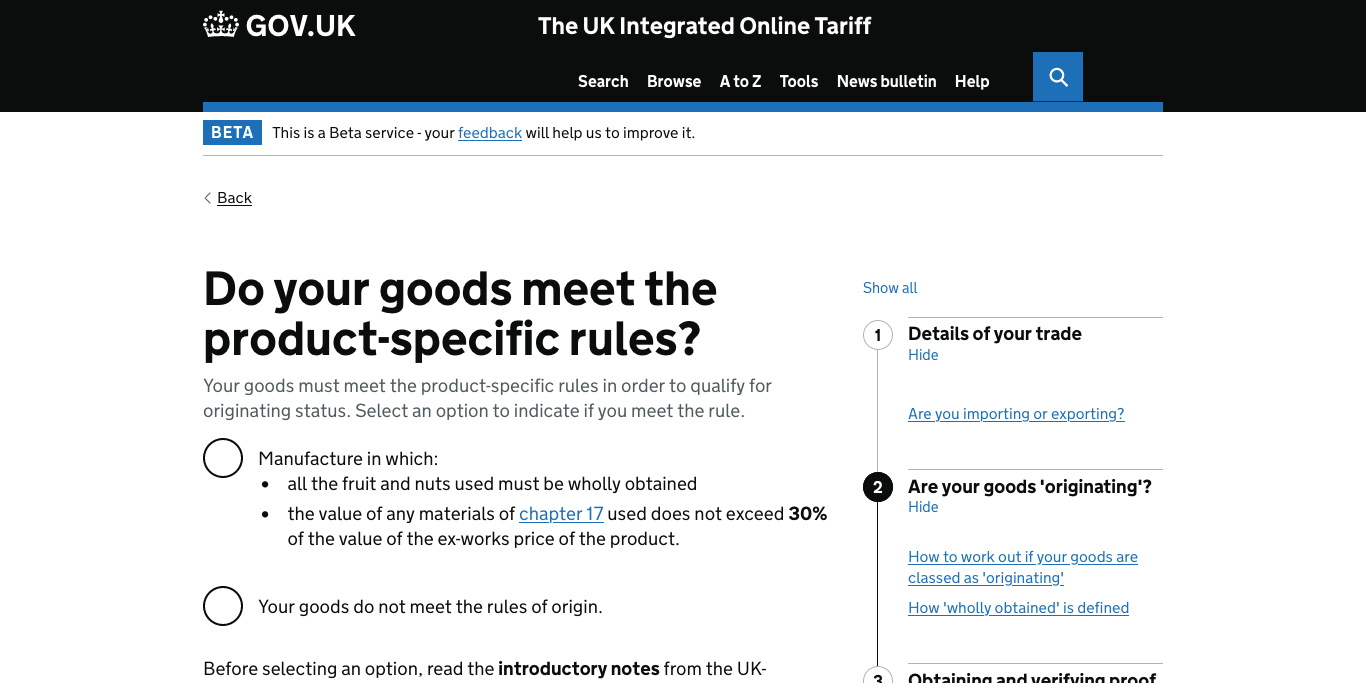 GOV.UK
The UK Integrated Online Tariff
Search Browse A to Z Tools News bulletin Help
BETA This is a Beta service - your feedback will help us to improve it.
Back
Do your goods meet the
product-specific rules?
Your goods must meet the product-specific rules in order to qualify for
originating status. Select an option to indicate if you meet the rule.
Manufacture in which:
• all the fruit and nuts used must be wholly obtained
• the value of any materials of chapter 17 used does not exceed 30%
of the value of the ex-works price of the product.
Your goods do not meet the rules of origin.
Before selecting an option, read the introductory notes from the UK-
Show all
1 Details of your trade
Hide
Are you importing or exporting?
2 Are your goods 'originating'?
Hide
How to work out if your goods are
classed as 'originating'
How 'wholly obtained' is defined
3 Obtaining and verifying proof